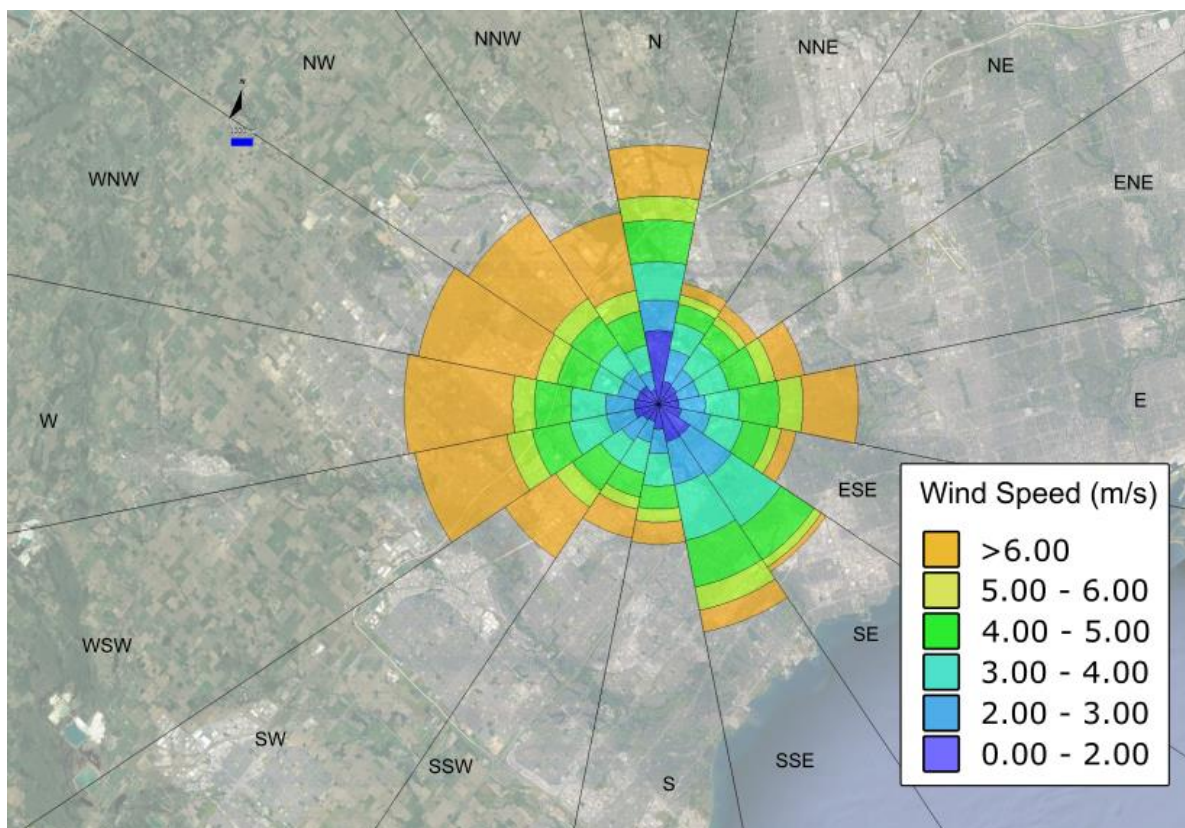 N
NNW
NNE
NW
NE
WNW
ENE
W
E
ESE
WSW
SE
SW
SSW
SSE
S
Wind Speed (m/s)
>6.00
5.00 - 6.00
4.00 - 5.00
3.00 - 4.00
2.00 - 3.00
0.00 - 2.00